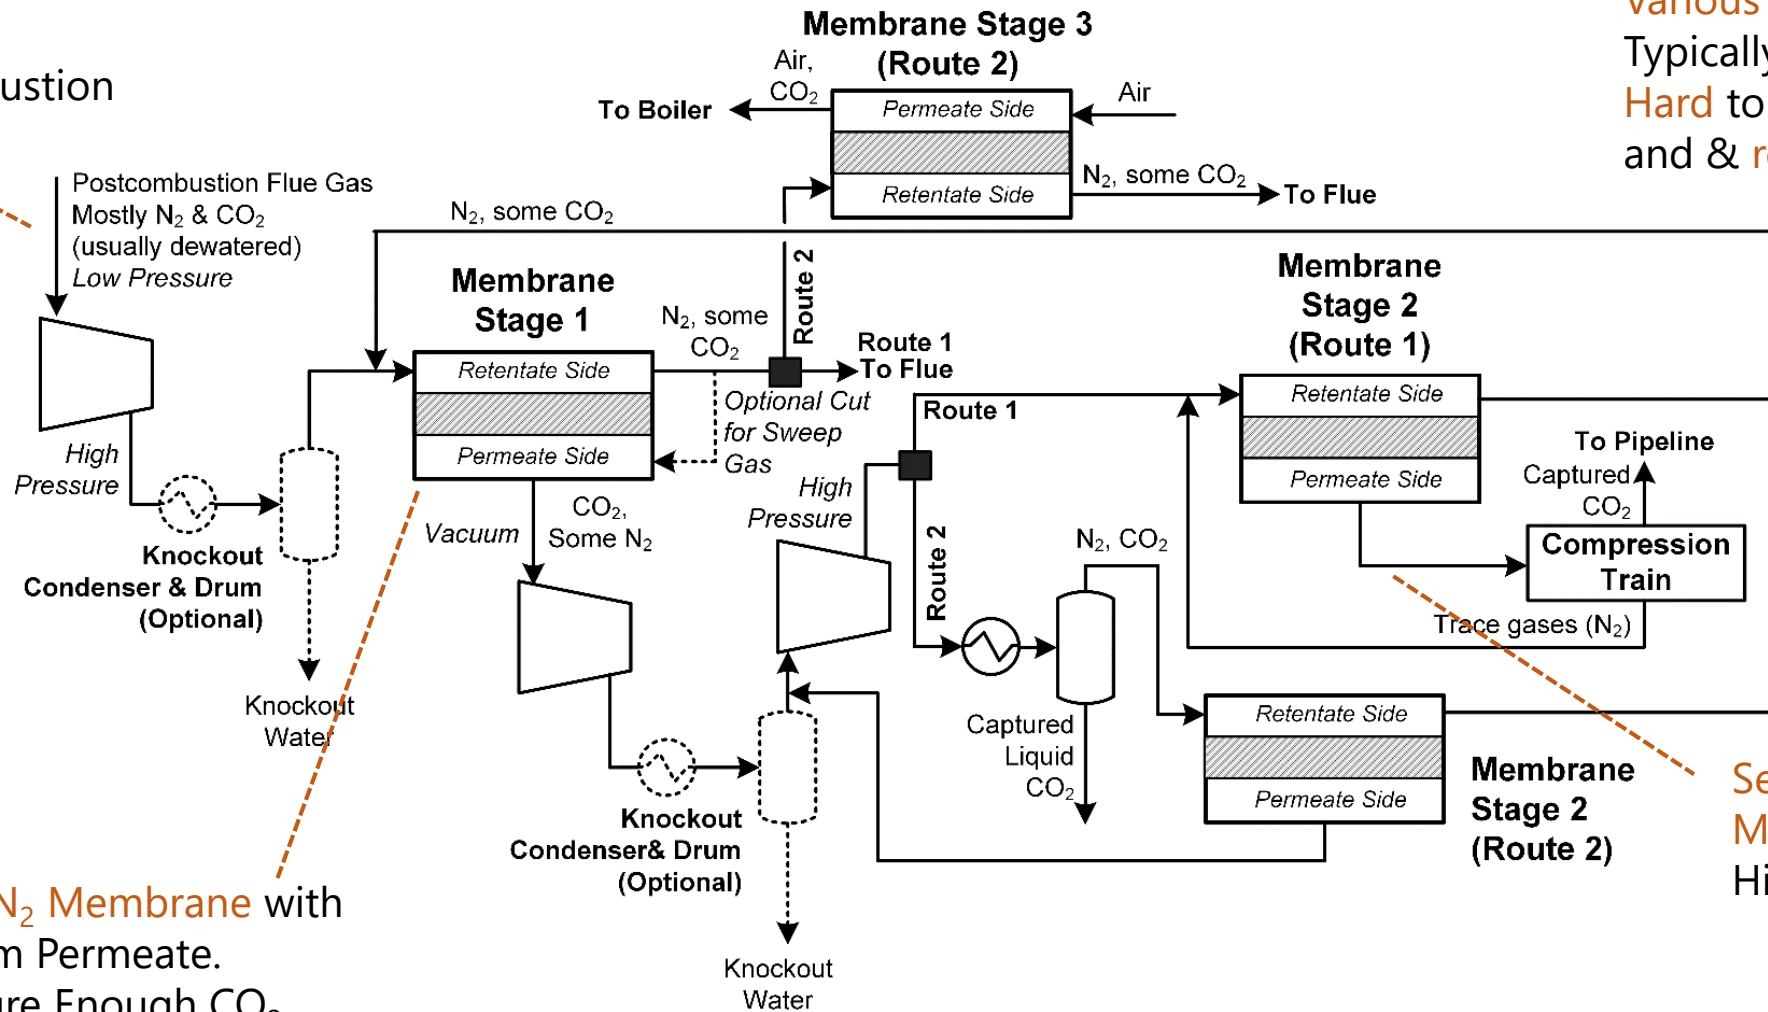 Membrane Stage 3
(Route 2)
Various
Typically
Hard to
and &
ustion
Air,
CO₂
To Boiler
Permeate Side
Air
Retentate Side
N₂, some CO₂
To Flue
Postcombustion Flue Gas
Mostly N₂ & CO₂
(usually dewatered)
Low Pressure
N₂, some CO₂
Membrane
Stage 1
N₂, some
CO₂
Route 2
Route 1
To Flue
Retentate Side
Permeate Side
Optional Cut
for Sweep
Gas
Membrane
Stage 2
(Route 1)
Route 1
Retentate Side
Permeate Side
To Pipeline
Captured
CO₂
Compression
Train
Trace gases (N₂)
High
Pressure
Knockout
Condenser & Drum
(Optional)
Knockout
Water
Vacuum
CO₂,
Some N₂
High
Pressure
Route 2
N₂, CO₂
Captured
Liquid
CO₂
Retentate Side
Permeate Side
Membrane
Stage 2
(Route 2)
Knockout
Condenser& Drum
(Optional)
Knockout
Water
N₂ Membrane with
m Permeate.
ure Enough CO₂
Se
M
Hi